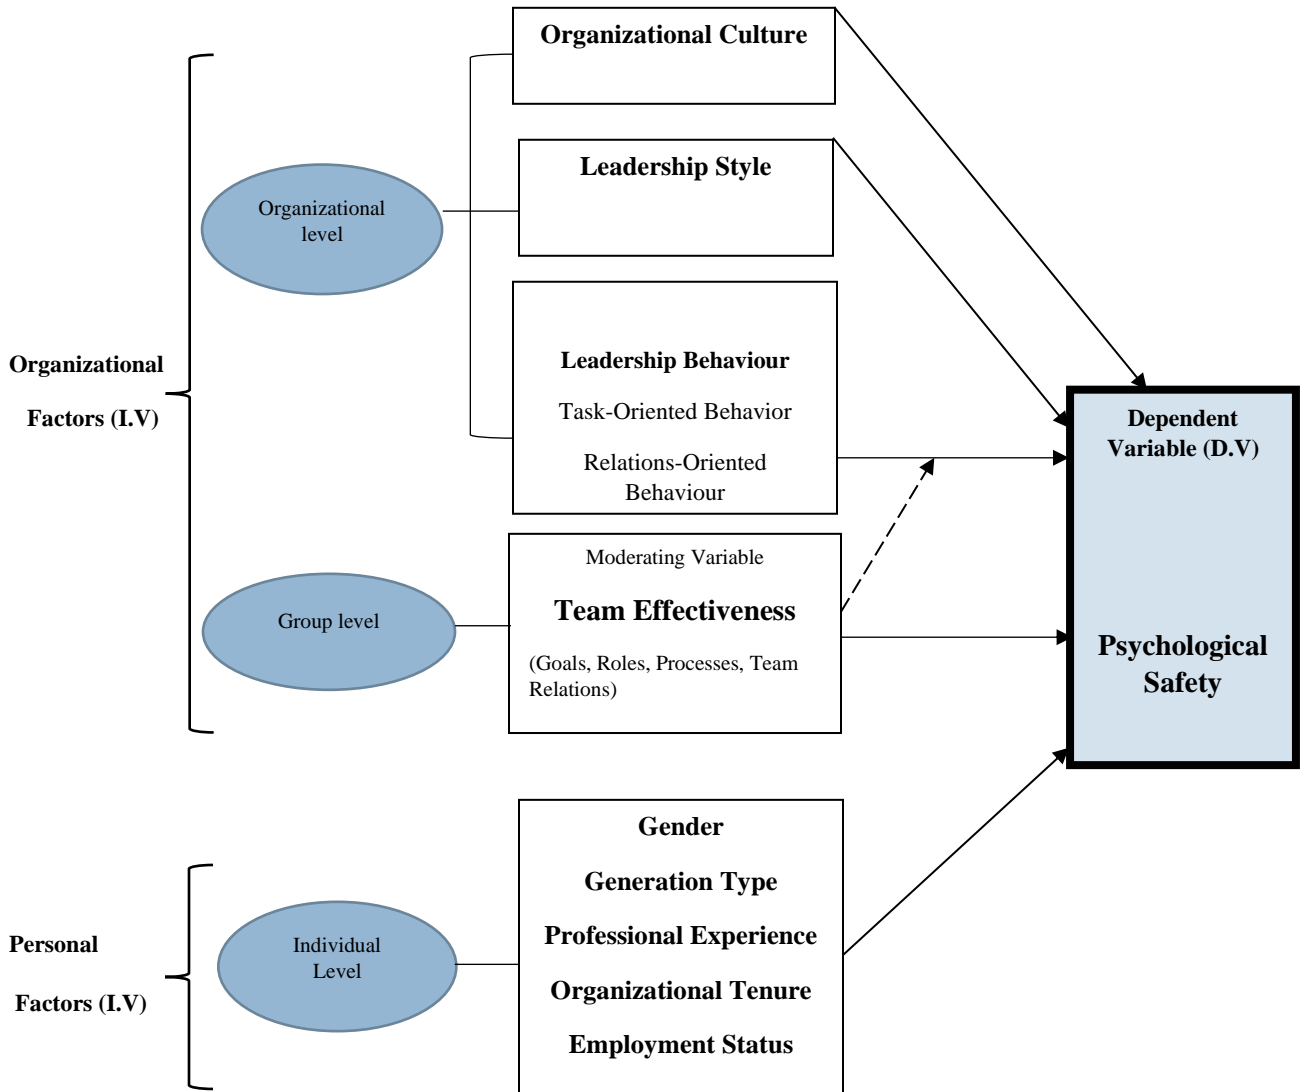 Organizational Culture
Leadership Style
Organizational
level
Leadership Behaviour
Task-Oriented Behavior
Relations-Oriented
Behaviour
Organizational
Factors (I.V)
Dependent
Variable (D.V)
Psychological
Safety
Moderating Variable
Team Effectiveness
(Goals, Roles, Processes, Team
Relations)
Group level
Gender
Generation Type
Professional Experience
Organizational Tenure
Employment Status
Individual
Level
Personal
Factors (I.V)